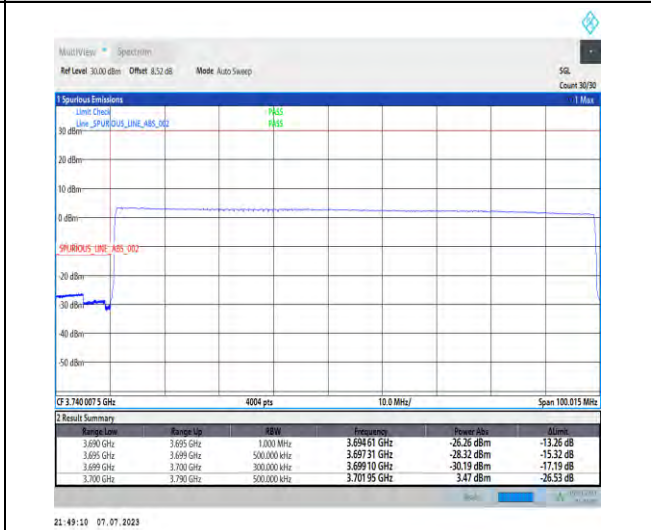 MultiView Spectrum
Ref Level 30.00 dBm Offset 8.52 dB Mode Auto Sweep SGL
Count 30/30
1 Spurious Emissions 1 Max
Limit Check PASS
Line _SPURIOUS_LINE_ABS_002 PASS
30 dBm
20 dBm
10 dBm
0 dBm
SPURIOUS_LINE_ABS_002
-20 dBm
-30 dBm
-40 dBm
-50 dBm
CF 3.740 007 5 GHz 4004 pts 10.0 MHz/ Span 100.015 MHz
2 Result Summary
Range Low Range Up RBW Frequency Power Abs ΔLimit
3.690 GHz 3.695 GHz 1.000 MHz 3.694 61 GHz -26.26 dBm -13.26 dB
3.695 GHz 3.699 GHz 500.000 kHz 3.697 31 GHz -28.32 dBm -15.32 dB
3.699 GHz 3.700 GHz 300.000 kHz 3.699 10 GHz -30.19 dBm -17.19 dB
3.700 GHz 3.790 GHz 500.000 kHz 3.701 95 GHz 3.47 dBm -26.53 dB
21:49:10 07.07.2023